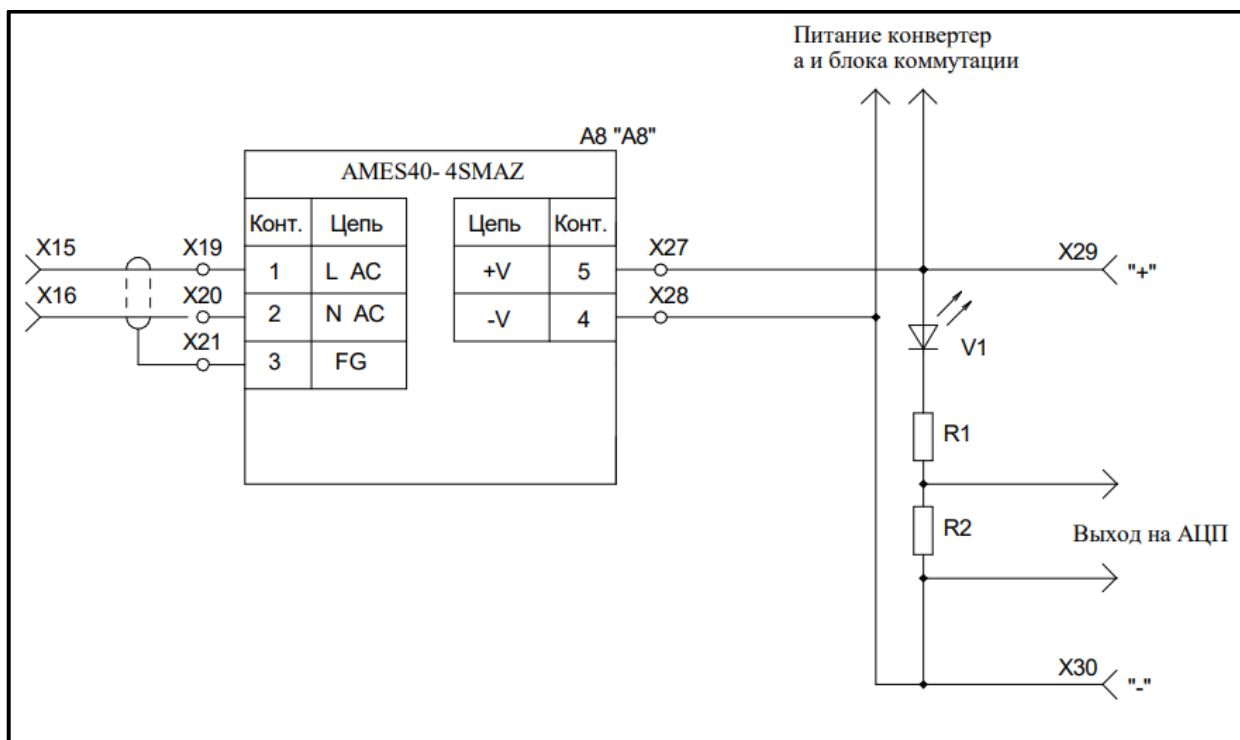 Питание конвертер
а и блока коммутации
A8 "A8"
AMES40- 4SMAZ
Конт. Цепь Цепь Конт.
X15 X19 1 L AC +V 5 X27 X29 "+"
X16 X20 2 N AC -V 4 X28
X21 3 FG
V1
R1
R2 Выход на АЦП
X30 "-"